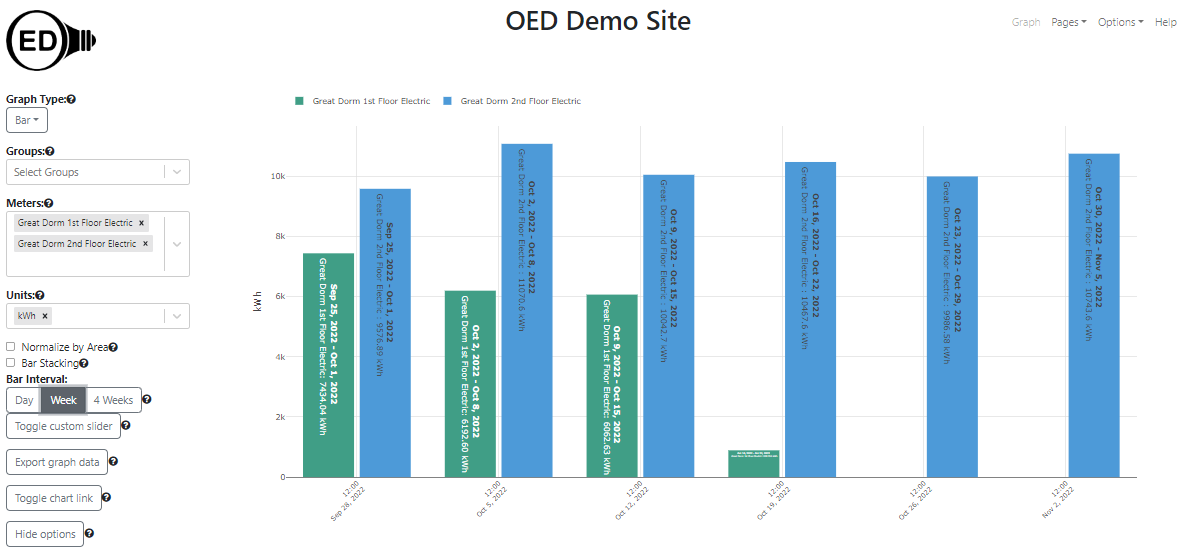 OED Demo Site
ED
Graph
Pages
Options
Help
Graph Type:
Bar
Groups:
Select Groups
Meters:
Great Dorm 1st Floor Electric ×
Great Dorm 2nd Floor Electric ×
Units:
kWh ×
Normalize by Area
Bar Stacking
Bar Interval:
Day
Week
4 Weeks
Toggle custom slider
Export graph data
Toggle chart link
Hide options
Great Dorm 1st Floor Electric
Great Dorm 2nd Floor Electric
kWh
10k
8k
6k
4k
2k
0
Sep 25, 2022 - Oct 1, 2022
Great Dorm 1st Floor Electric: 7434.04 kWh
Sep 25, 2022 - Oct 1, 2022
Great Dorm 2nd Floor Electric : 9576.89 kWh
Oct 2, 2022 - Oct 8, 2022
Great Dorm 1st Floor Electric: 6192.60 kWh
Oct 2, 2022 - Oct 8, 2022
Great Dorm 2nd Floor Electric : 11070.6 kWh
Oct 9, 2022 - Oct 15, 2022
Great Dorm 1st Floor Electric: 6062.63 kWh
Oct 9, 2022 - Oct 15, 2022
Great Dorm 2nd Floor Electric : 10042.7 kWh
Oct 16, 2022 - Oct 22, 2022
Great Dorm 2nd Floor Electric : 10467.6 kWh
Oct 23, 2022 - Oct 29, 2022
Great Dorm 2nd Floor Electric : 9986.58 kWh
Oct 30, 2022 - Nov 5, 2022
Great Dorm 2nd Floor Electric : 10743.6 kWh
12:00
Sep 28, 2022
12:00
Oct 5, 2022
12:00
Oct 12, 2022
12:00
Oct 19, 2022
12:00
Oct 26, 2022
12:00
Nov 2, 2022